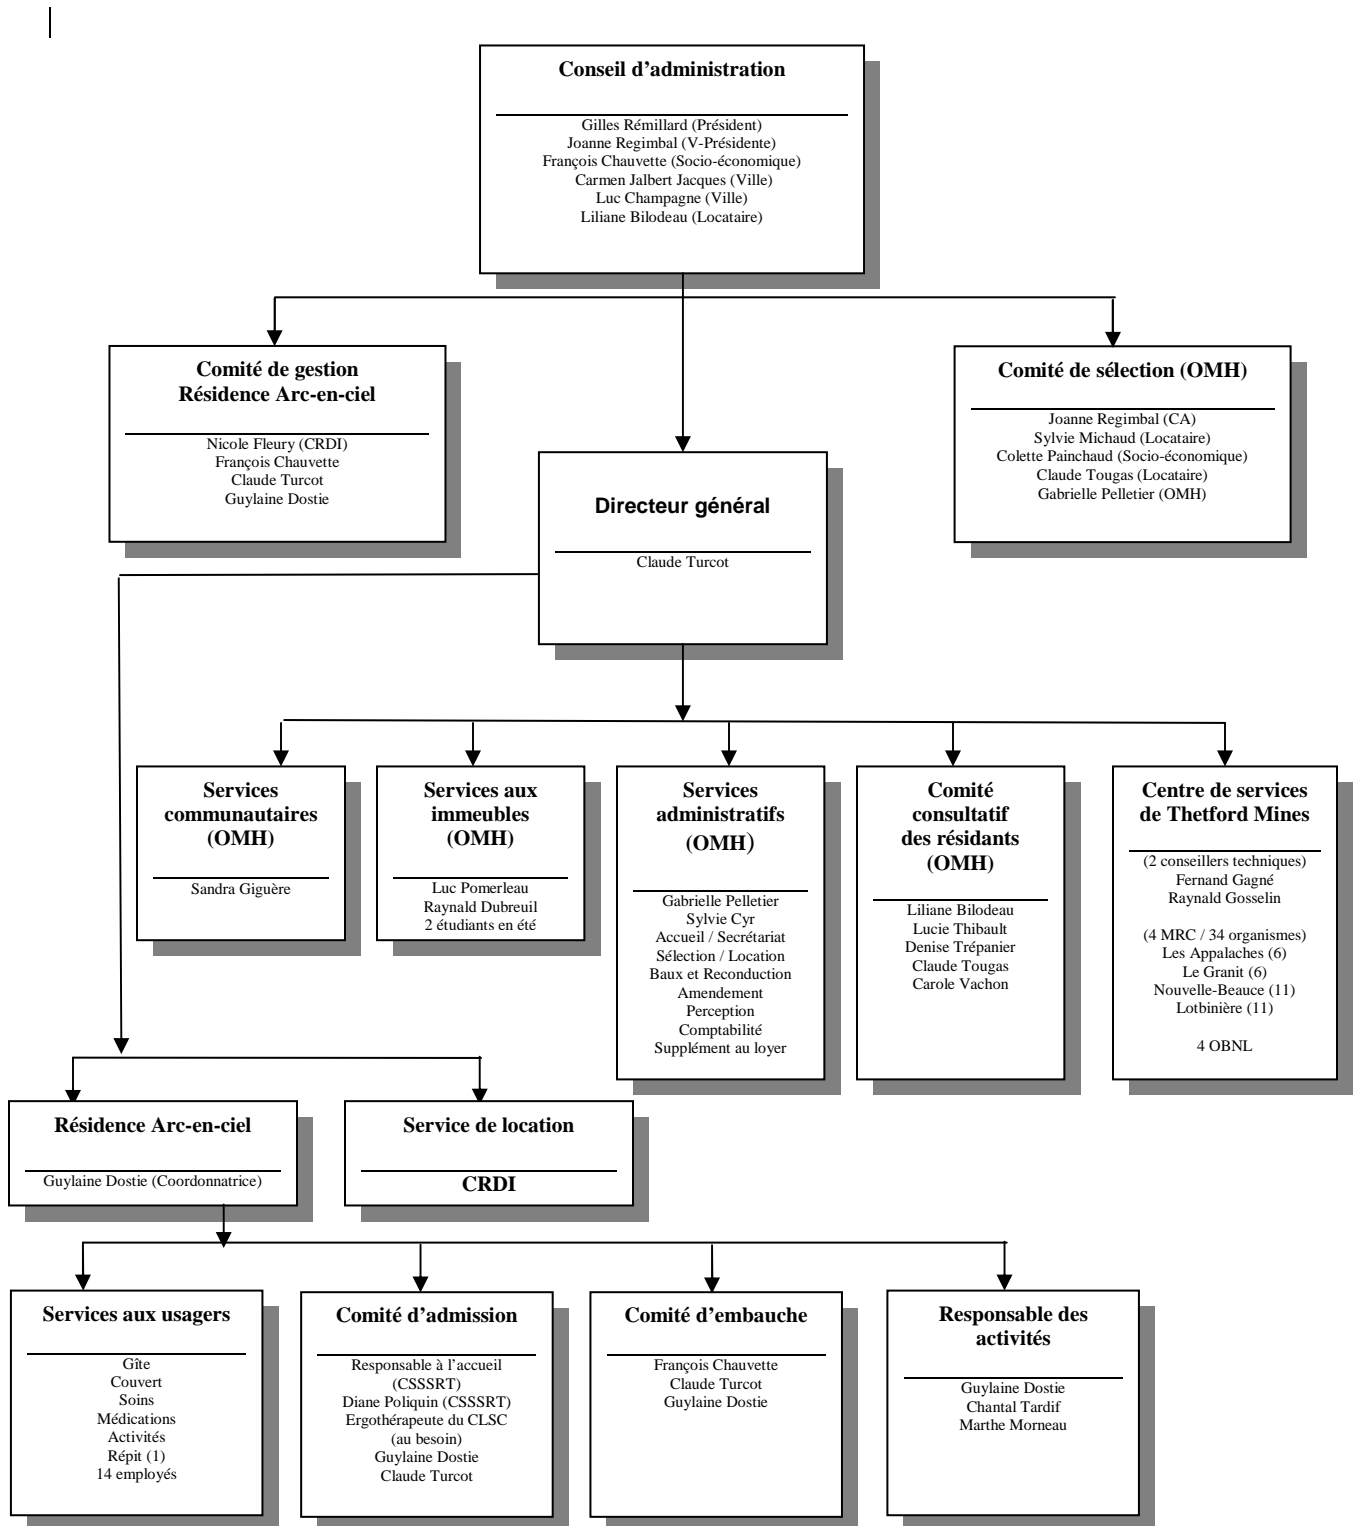 Conseil d'administration
Gilles Rémillard (Président)
Joanne Regimbal (V-Présidente)
François Chauvette (Socio-économique)
Carmen Jalbert Jacques (Ville)
Luc Champagne (Ville)
Liliane Bilodeau (Locataire)
Comité de gestion
Résidence Arc-en-ciel
Nicole Fleury (CRDI)
François Chauvette
Claude Turcot
Guylaine Dostie
Comité de sélection (OMH)
Joanne Regimbal (CA)
Sylvie Michaud (Locataire)
Colette Painchaud (Socio-économique)
Claude Tougas (Locataire)
Gabrielle Pelletier (OMH)
Directeur général
Claude Turcot
Services
communautaires
(OMH)
Sandra Giguère
Services aux
immeubles
(OMH)
Luc Pomerleau
Raynald Dubreuil
2 étudiants en été
Services
administratifs
(OMH)
Gabrielle Pelletier
Sylvie Cyr
Accueil / Secrétariat
Sélection / Location
Baux et Reconduction
Amendement
Perception
Comptabilité
Supplément au loyer
Comité
consultatif
des résidants
(OMH)
Liliane Bilodeau
Lucie Thibault
Denise Trépanier
Claude Tougas
Carole Vachon
Centre de services
de Thetford Mines
(2 conseillers techniques)
Fernand Gagné
Raynald Gosselin
(4 MRC / 34 organismes)
Les Appalaches (6)
Le Granit (6)
Nouvelle-Beauce (11)
Lotbinière (11)
4 OBNL
Résidence Arc-en-ciel
Guylaine Dostie (Coordonnatrice)
Service de location
CRDI
Services aux usagers
Gîte
Couvert
Soins
Médications
Activités
Répit (1)
14 employés
Comité d'admission
Responsable à l'accueil
(CSSSRT)
Diane Poliquin (CSSSRT)
Ergothérapeute du CLSC
(au besoin)
Guylaine Dostie
Claude Turcot
Comité d'embauche
François Chauvette
Claude Turcot
Guylaine Dostie
Responsable des
activités
Guylaine Dostie
Chantal Tardif
Marthe Morneau